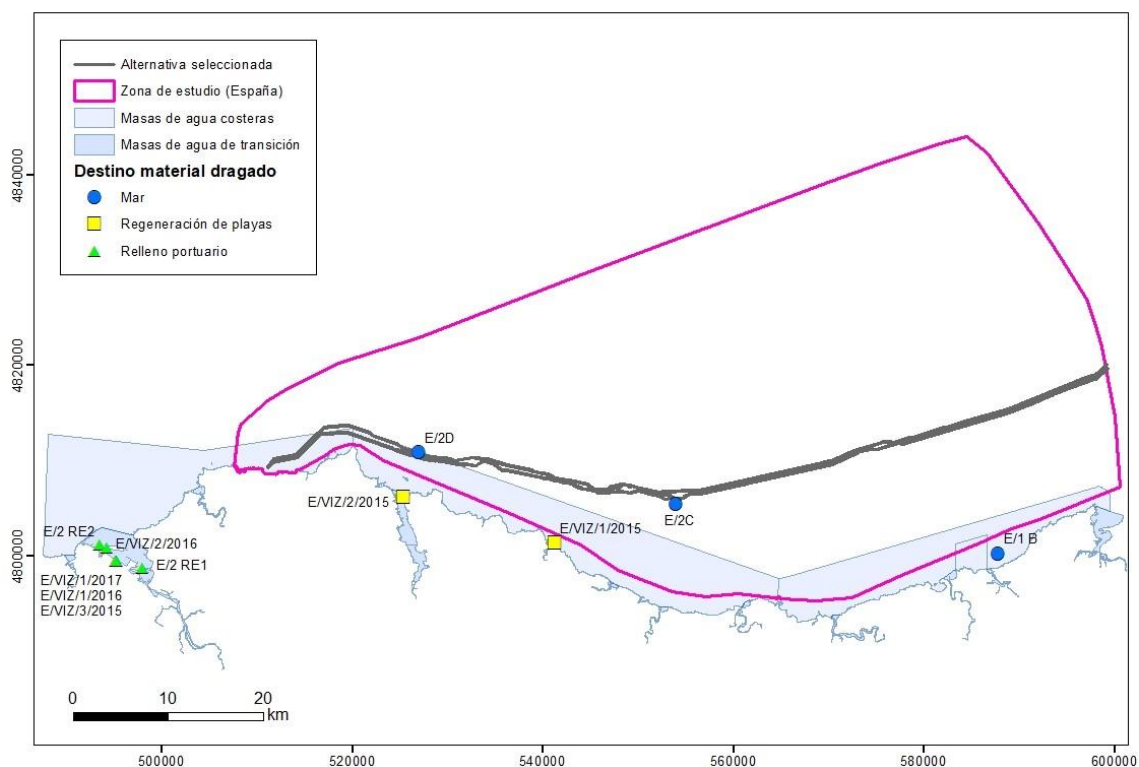 Alternativa seleccionada
Zona de estudio (España)
Masas de agua costeras
Masas de agua de transición
Destino material dragado
Mar
Regeneración de playas
Relleno portuario
4840000
4820000
4800000
E/2D
E/VIZ/2/2015
E/2C
E/VIZ/1/2015
E/1 B
E/2 RE2
E/VIZ/2/2016
E/2 RE1
E/VIZ/1/2017
E/VIZ/1/2016
E/VIZ/3/2015
0 10 20
km
500000 520000 540000 560000 580000 600000